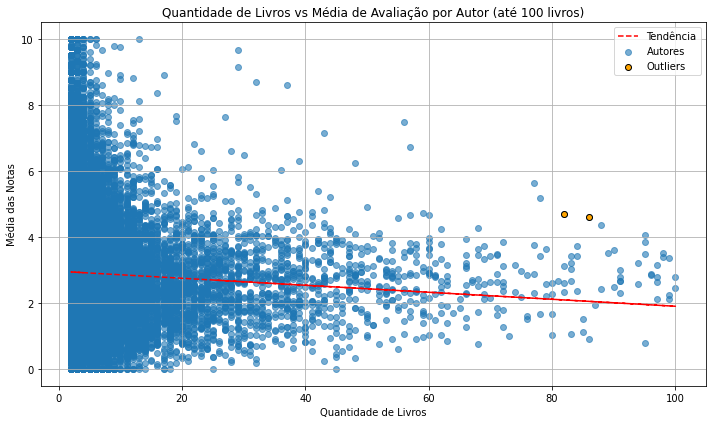 Quantidade de Livros vs Média de Avaliação por Autor (até 100 livros)
Tendência
Autores
Outliers
Média das Notas
10
8
6
4
2
0
0 20 40 60 80 100
Quantidade de Livros